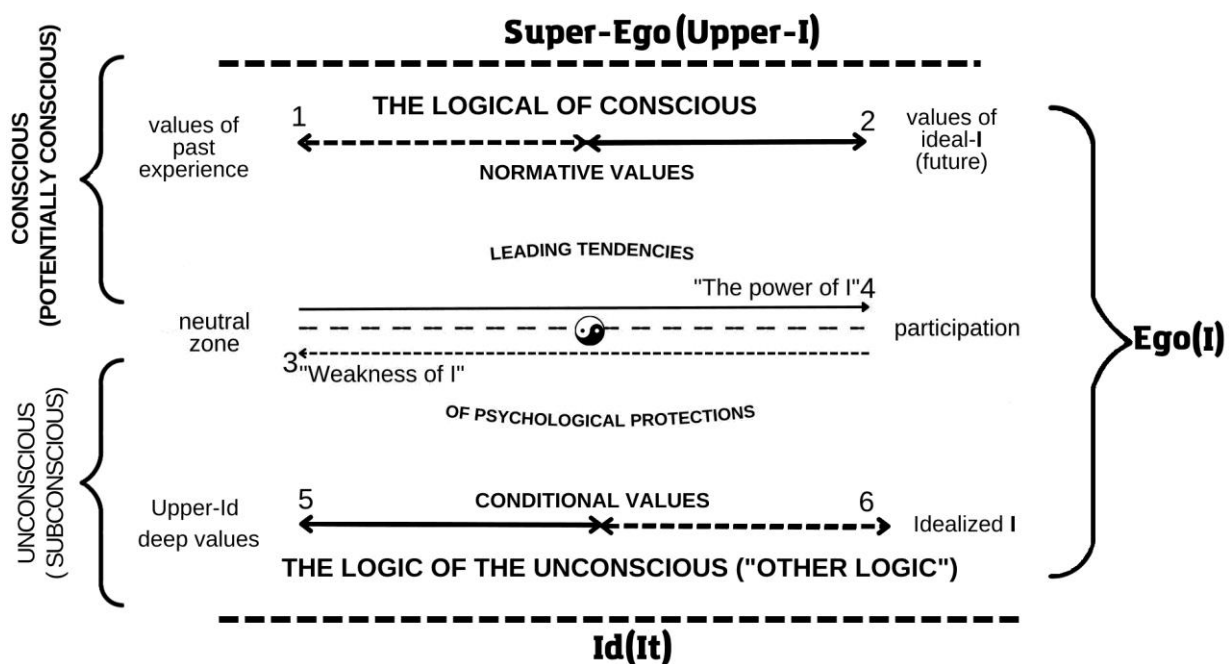 Super-Ego (Upper-I)
CONSCIOUS
(POTENTIALLY CONSCIOUS)
THE LOGICAL OF CONSCIOUS
1
2
values of
past
experience
values of
ideal-I
(future)
NORMATIVE VALUES
LEADING TENDENCIES
"The power of I" 4
neutral
zone
participation
Ego(I)
3 "Weakness of I"
OF PSYCHOLOGICAL PROTECTIONS
UNCONSCIOUS
( SUBCONSCIOUS)
Upper-Id
deep values
5
CONDITIONAL VALUES
6
Idealized I
THE LOGIC OF THE UNCONSCIOUS ("OTHER LOGIC")
Id(It)